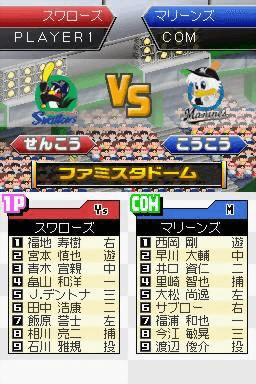 スワローズ
マリーンズ
PLAYER1
COM
Swallows
VS
Marines
せんこう
こうこう
ファミスタドーム
1P
Ys
スワローズ
1 福地 寿樹 右
2 宮本 慎也 遊
3 青木 宣親 中
4 畠山 和洋 一
5 J.デントナ 三
6 田中 浩康 二
7 飯原 誉士 左
8 相川 亮二 捕
9 石川 雅規 投
COM
M
マリーンズ
1 西岡 剛 遊
2 早川 大輔 中
3 井口 資仁 二
4 里崎 智也 捕
5 大松 尚逸 左
6 サブロー 右
7 福浦 和也 一
8 今江 敏晃 三
9 渡辺 俊介 投